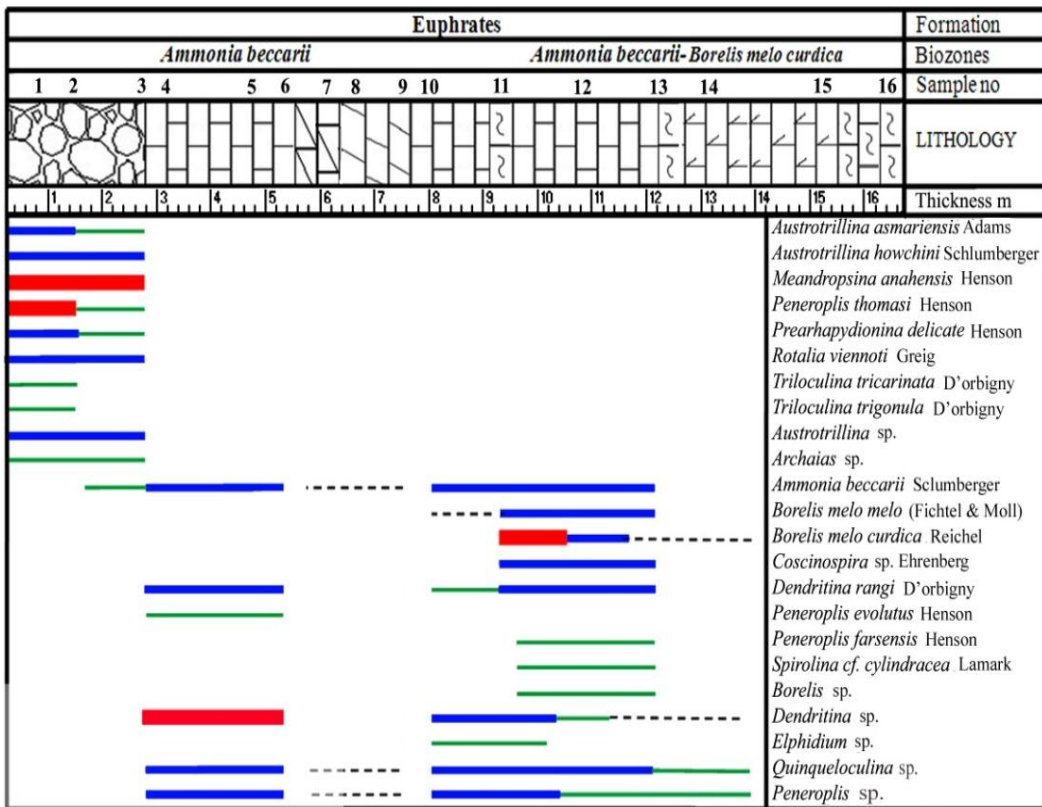 Euphrates Formation
Ammonia beccarii Ammonia beccarii-Borelis melo curdica Biozones
1 2 3 4 5 6 7 8 9 10 11 12 13 14 15 16 Sample no
LITHOLOGY
1 2 3 4 5 6 7 8 9 10 11 12 13 14 15 16 Thickness m
Austrotrillina asmariensis Adams
Austrotrillina howchini Schlumberger
Meandropsina anahensis Henson
Peneroplis thomasi Henson
Prearhapydionina delicate Henson
Rotalia viennoti Greig
Triloculina tricarinata D'orbigny
Triloculina trigonula D'orbigny
Austrotrillina sp.
Archaias sp.
Ammonia beccarii Sclumberger
Borelis melo melo (Fichtel & Moll)
Borelis melo curdica Reichel
Coscinospira sp. Ehrenberg
Dendritina rangi D'orbigny
Peneroplis evolutus Henson
Peneroplis farsensis Henson
Spirolina cf. cylindracea Lamark
Borelis sp.
Dendritina sp.
Elphidium sp.
Quinqueloculina sp.
Peneroplis sp.